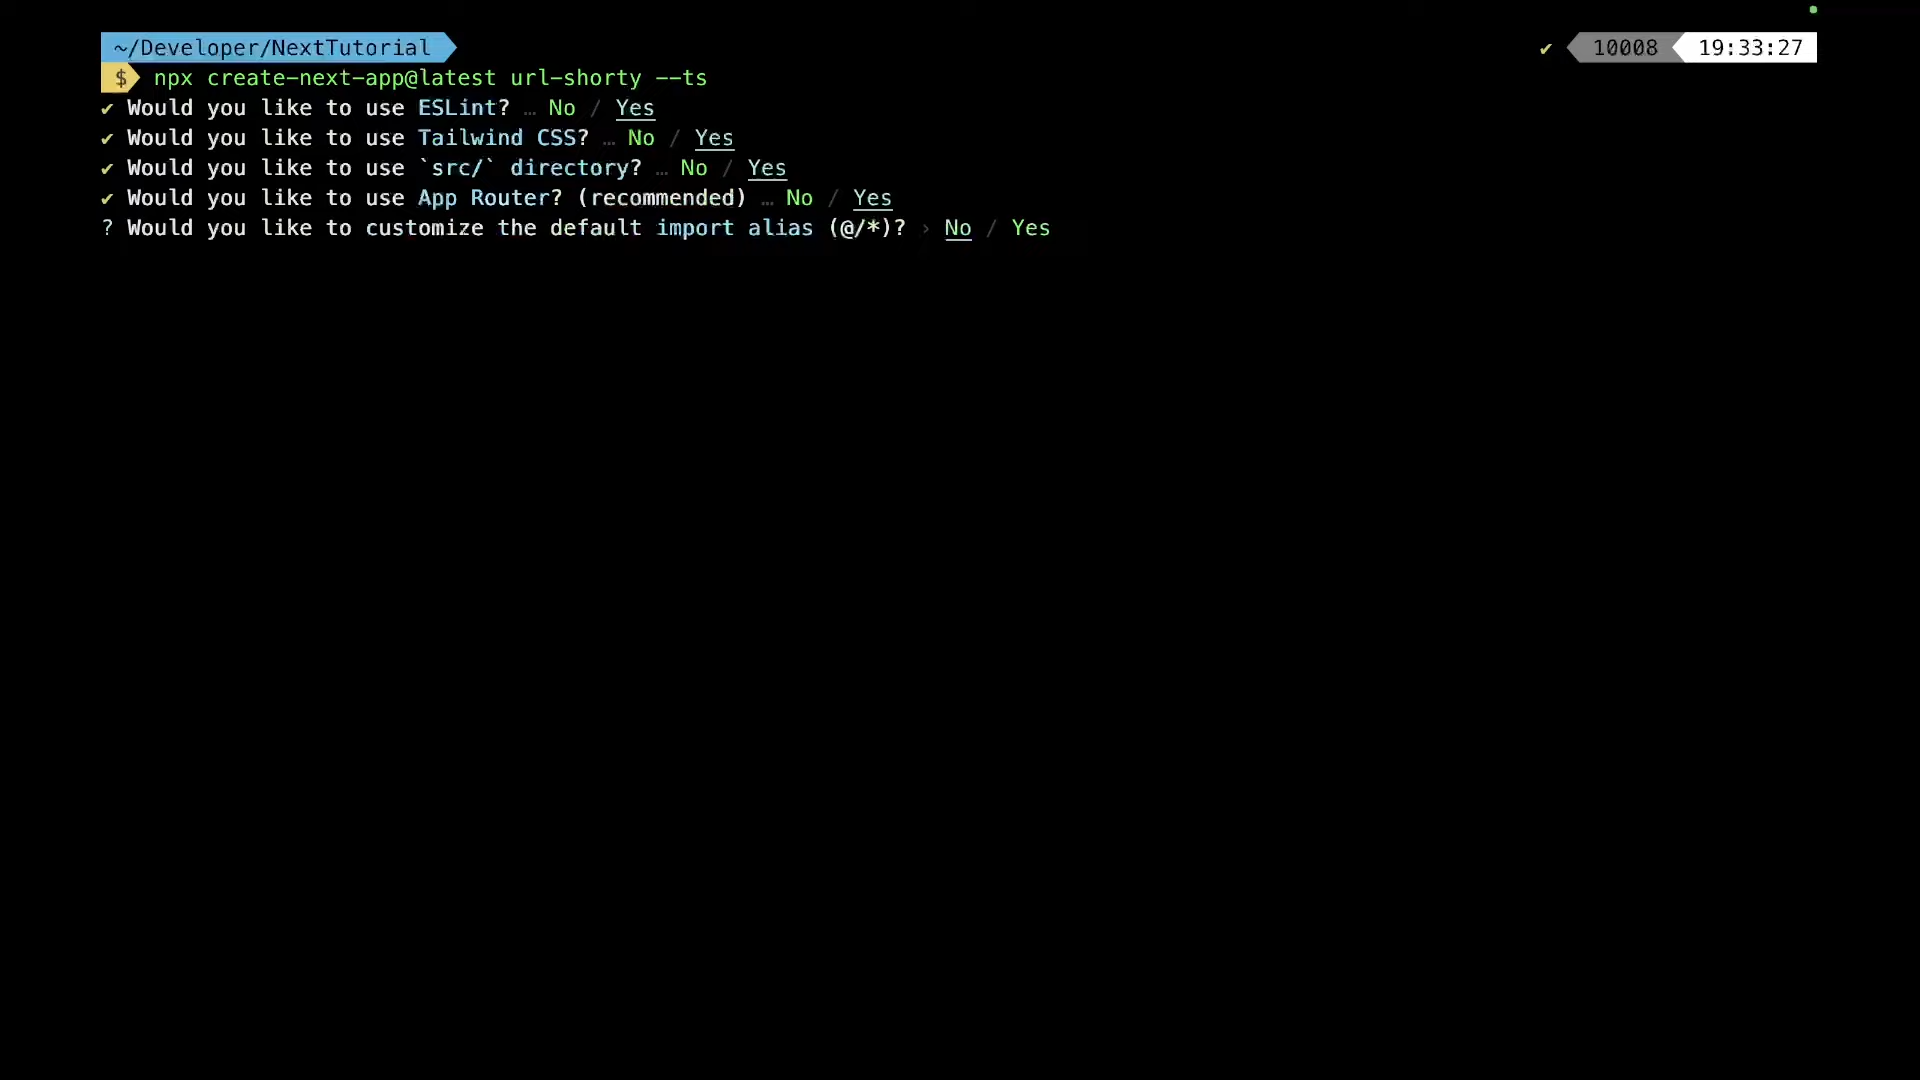 ~/Developer/NextTutorial ✔ 10008 19:33:27
$ npx create-next-app@latest url-shorty --ts
✔ Would you like to use ESLint? … No / Yes
✔ Would you like to use Tailwind CSS? … No / Yes
✔ Would you like to use `src/` directory? … No / Yes
✔ Would you like to use App Router? (recommended) … No / Yes
? Would you like to customize the default import alias (@/*)? › No / Yes